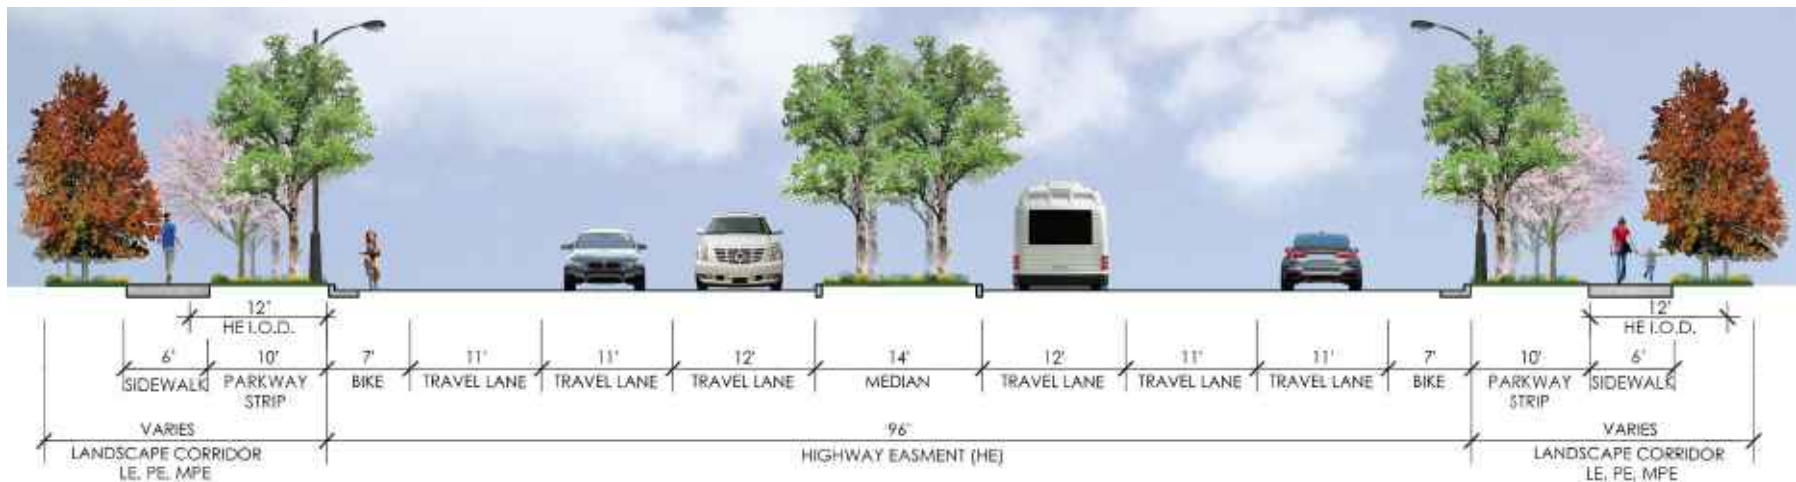 12' 12'
HE I.O.D. HE I.O.D.
6' 10' 7' 11' 11' 12' 14' 12' 11' 11' 7' 10' 6'
SIDEWALK PARKWAY STRIP BIKE TRAVEL LANE TRAVEL LANE TRAVEL LANE MEDIAN TRAVEL LANE TRAVEL LANE TRAVEL LANE BIKE PARKWAY STRIP SIDEWALK
VARIES 96' VARIES
LANDSCAPE CORRIDOR HIGHWAY EASMENT (HE) LANDSCAPE CORRIDOR
LE, PE, MPE LE, PE, MPE